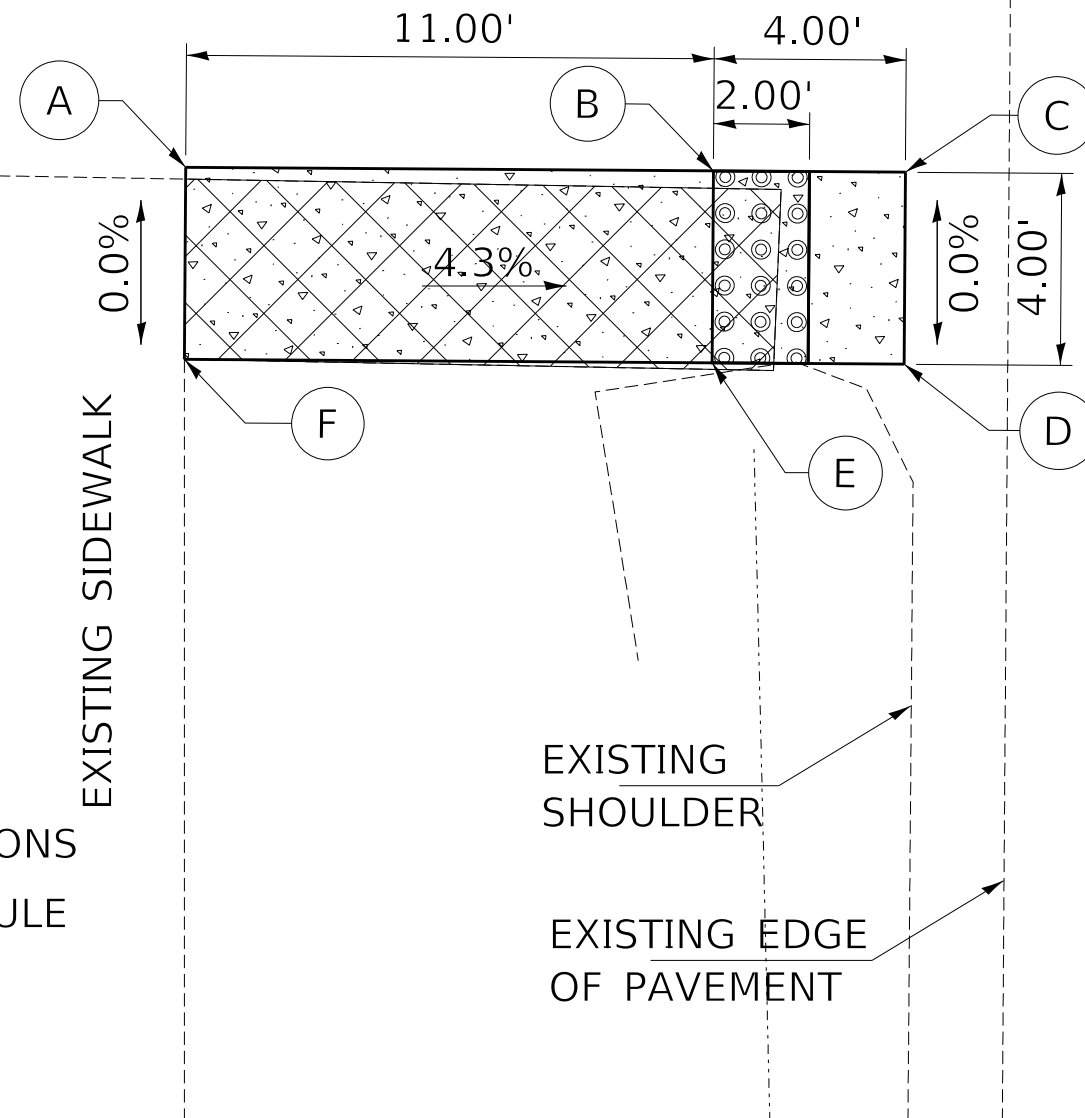 11.00'
4.00'
2.00'
A
B
C
0.0%
4.3%
0.0%
4.00'
F
D
E
EXISTING SIDEWALK
EXISTING
SHOULDER
ONS
ULE
EXISTING EDGE
OF PAVEMENT